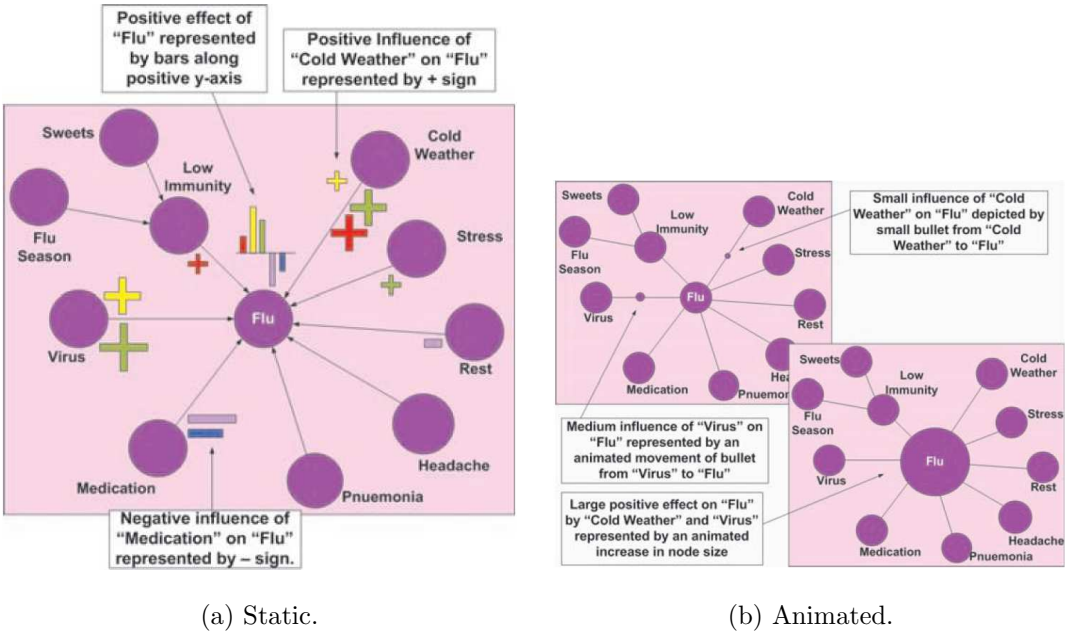 Positive effect of
“Flu” represented
by bars along
positive y-axis
Positive Influence of
“Cold Weather” on “Flu”
represented by + sign
Sweets
Cold
Weather
Low
Immunity
Flu
Season
Stress
Virus
Flu
Rest
Medication
Headache
Pnuemonia
Negative influence of
“Medication” on “Flu”
represented by – sign.
(a) Static.
Sweets
Cold
Weather
Low
Immunity
Flu
Season
Stress
Virus
Flu
Rest
Medication
Hea
Pnuemonia
Small influence of “Cold
Weather” on “Flu” depicted by
small bullet from “Cold
Weather” to “Flu”
Medium influence of “Virus” on
“Flu” represented by an
animated movement of bullet
from “Virus” to “Flu”
Large positive effect on “Flu”
by “Cold Weather” and “Virus”
represented by an animated
increase in node size
Sweets
Cold
Weather
Low
Immunity
Flu
Season
Stress
Virus
Flu
Rest
Medication
Headache
Pnuemonia
(b) Animated.